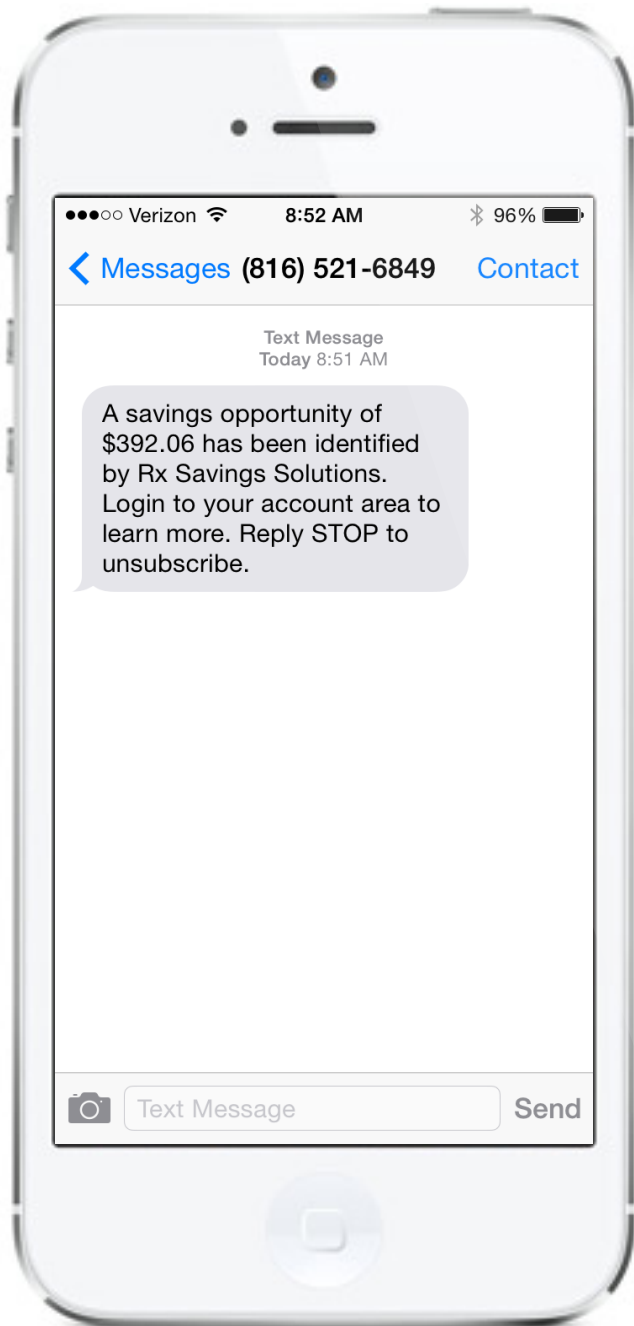 Verizon 8:52 AM 96%
Messages (816) 521-6849 Contact
Text Message
Today 8:51 AM
A savings opportunity of
$392.06 has been identified
by Rx Savings Solutions.
Login to your account area to
learn more. Reply STOP to
unsubscribe.
Text Message Send